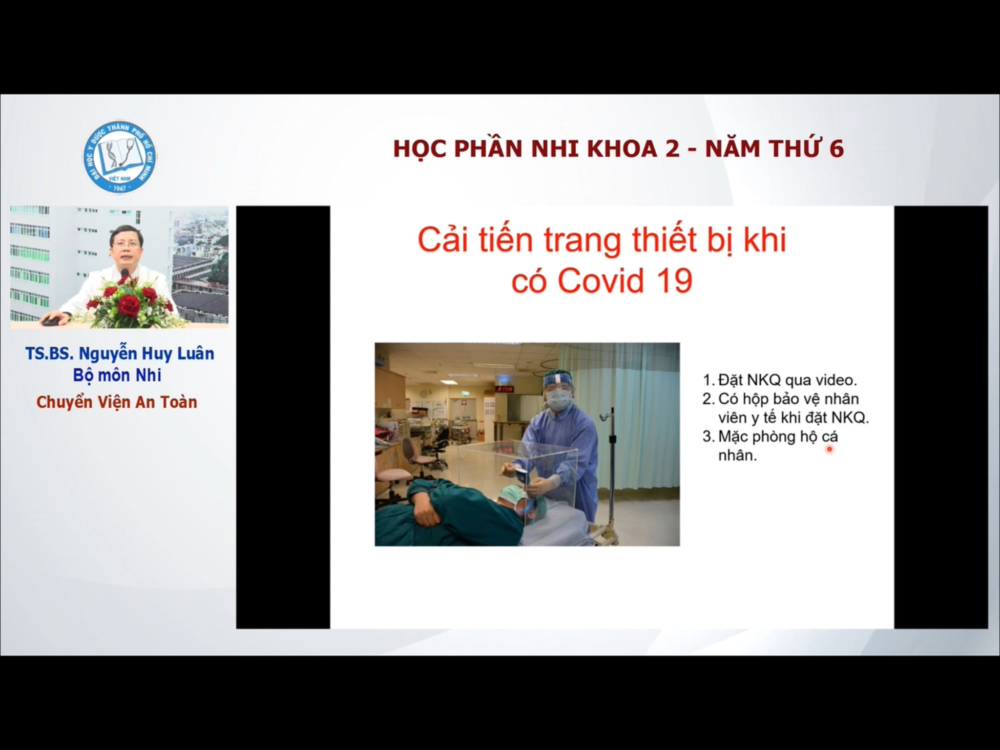 ĐẠI HỌC Y DƯỢC THÀNH PHỐ HỒ CHÍ MINH
VIỆT NAM
1947
HỌC PHẦN NHI KHOA 2 - NĂM THỨ 6
TS.BS. Nguyễn Huy Luân
Bộ môn Nhi
Chuyển Viện An Toàn
Cải tiến trang thiết bị khi
có Covid 19
1. Đặt NKQ qua video.
2. Có hộp bảo vệ nhân
viên y tế khi đặt NKQ.
3. Mặc phòng hộ cá
nhân.